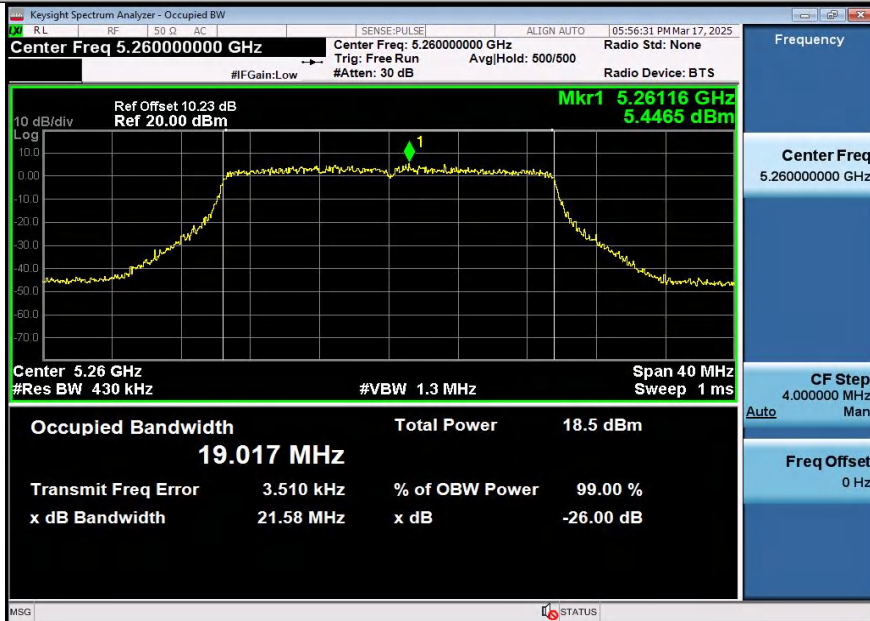 Keysight Spectrum Analyzer - Occupied BW
LXI RL RF 50 Ω AC SENSE:PULSE ALIGN AUTO 05:56:31 PM Mar 17, 2025
Center Freq 5.260000000 GHz
Center Freq: 5.260000000 GHz
Radio Std: None
Trig: Free Run Avg|Hold: 500/500
#IFGain:Low #Atten: 30 dB Radio Device: BTS
Mkr1 5.26116 GHz
5.4465 dBm
Ref Offset 10.23 dB
10 dB/div Ref 20.00 dBm
Log
10.0
0.00
-10.0
-20.0
-30.0
-40.0
-50.0
-60.0
-70.0
1
Center 5.26 GHz Span 40 MHz
#Res BW 430 kHz #VBW 1.3 MHz Sweep 1 ms
Occupied Bandwidth Total Power 18.5 dBm
19.017 MHz
Transmit Freq Error 3.510 kHz % of OBW Power 99.00 %
x dB Bandwidth 21.58 MHz x dB -26.00 dB
Frequency
Center Freq
5.260000000 GHz
CF Step
4.000000 MHz
Auto Man
Freq Offset
0 Hz
MSG STATUS